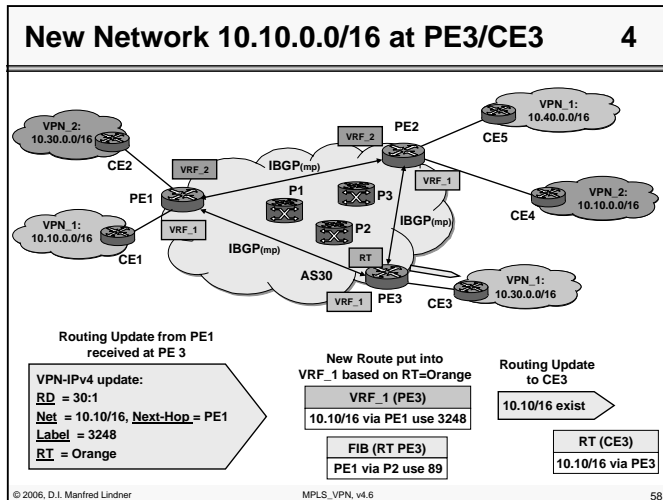 New Network 10.10.0.0/16 at PE3/CE3 4
VPN_2:
10.30.0.0/16
CE2
VRF_2
PE1
VPN_1:
10.10.0.0/16
CE1
VRF_1
IBGP(mp)
P1
P3
P2
IBGP(mp)
IBGP(mp)
AS30
VRF_2
PE2
VRF_1
VPN_1:
10.40.0.0/16
CE5
VPN_2:
10.10.0.0/16
CE4
RT
PE3
VRF_1
CE3
VPN_1:
10.30.0.0/16
Routing Update from PE1
received at PE 3
VPN-IPv4 update:
RD = 30:1
Net = 10.10/16, Next-Hop = PE1
Label = 3248
RT = Orange
New Route put into
VRF_1 based on RT=Orange
VRF_1 (PE3)
10.10/16 via PE1 use 3248
FIB (RT PE3)
PE1 via P2 use 89
Routing Update
to CE3
10.10/16 exist
RT (CE3)
10.10/16 via PE3
© 2006, D.I. Manfred Lindner
MPLS_VPN, v4.6
58